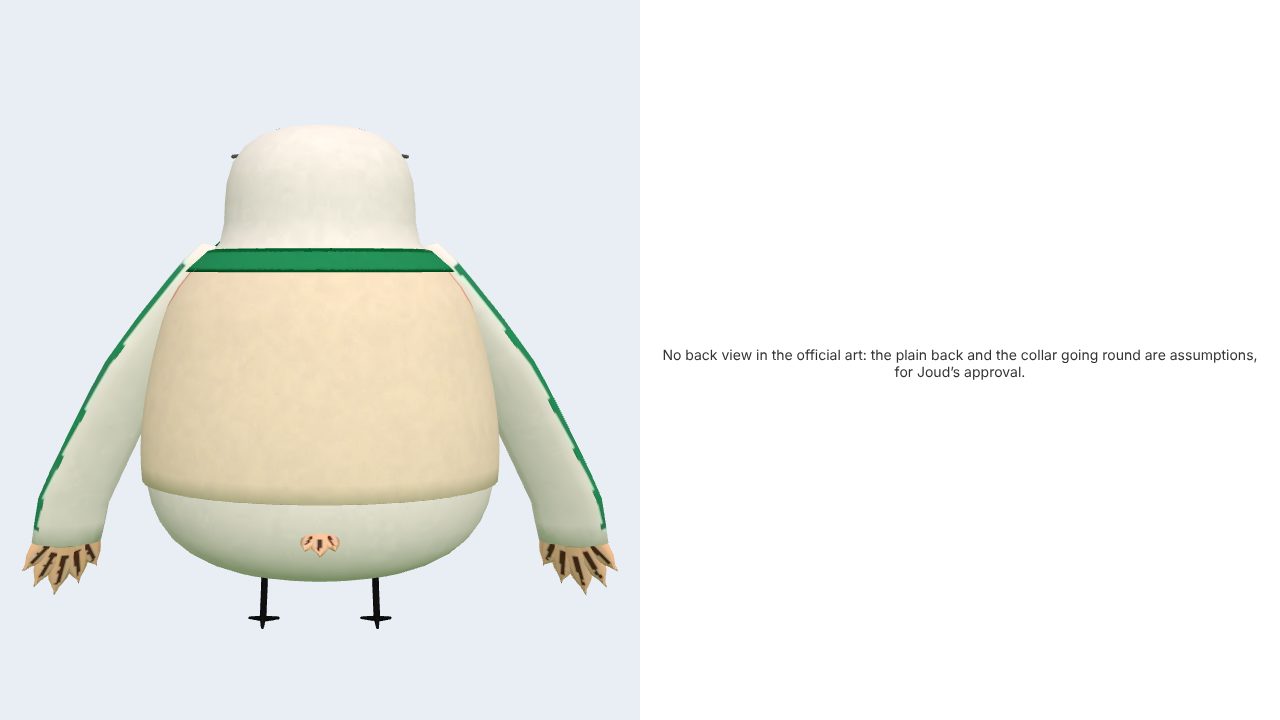 No back view in the official art: the plain back and the collar going round are assumptions,
for Joud’s approval.